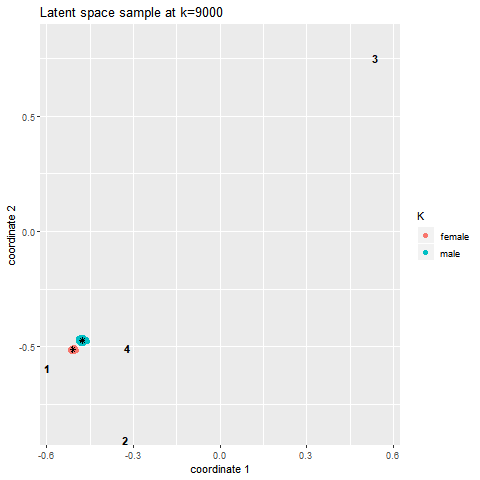 Latent space sample at k=9000
3
0.5
K
female
male
0.0
coordinate 2
-0.5
4
1
2
-0.6
-0.3
0.0
0.3
0.6
coordinate 1